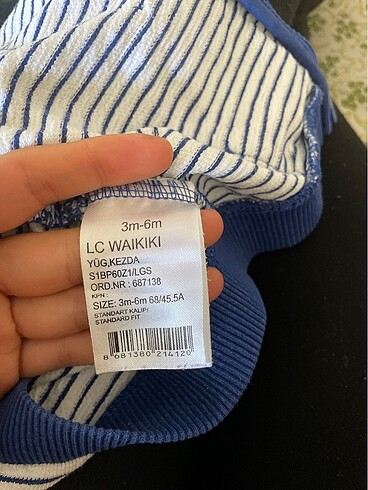 3m-6m
LC WAIKIKI
YÜG,KEZDA
S1BP60Z1/LGS
ORD.NR : 687138
KPN :
SIZE: 3m-6m 68/45.5A
STANDART KALIP/
STANDARD FIT
8 681380 214120